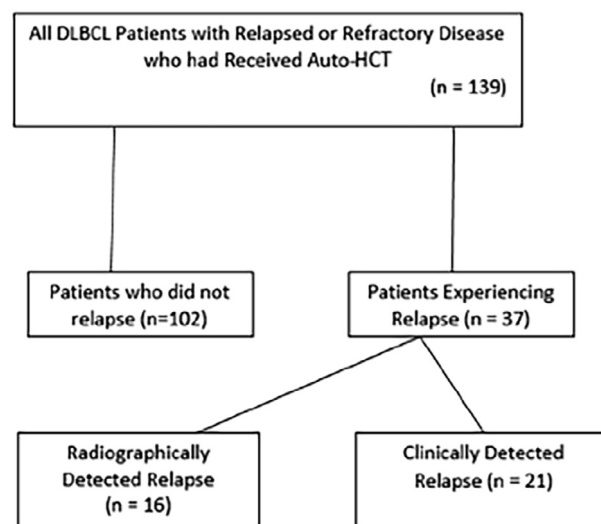 All DLBCL Patients with Relapsed or Refractory Disease
who had Received Auto-HCT
(n = 139)
Patients who did not
relapse (n=102)
Patients Experiencing
Relapse (n = 37)
Radiographically
Detected Relapse
(n = 16)
Clinically Detected
Relapse (n = 21)